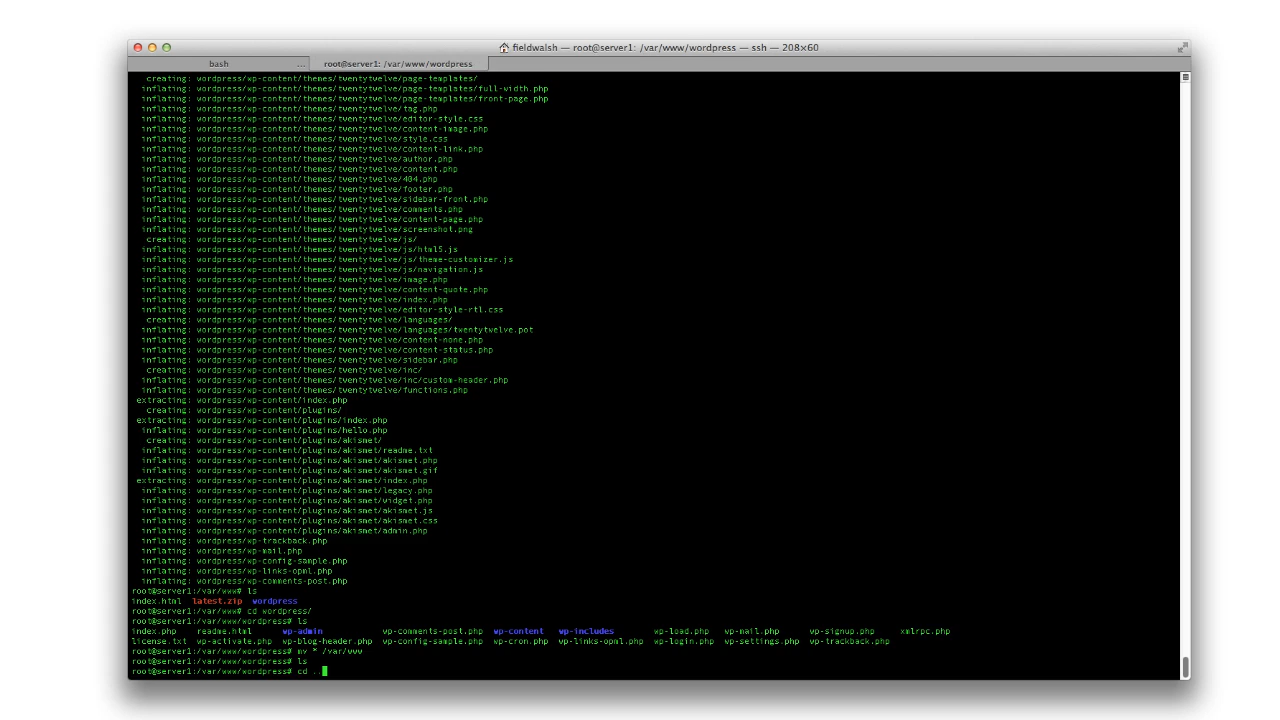 fieldwalsh — root@server1: /var/www/wordpress — ssh — 208×60
bash ... root@server1: /var/www/wordpress
creating: wordpress/wp-content/themes/twentytwelve/page-templates/
inflating: wordpress/wp-content/themes/twentytwelve/page-templates/full-width.php
inflating: wordpress/wp-content/themes/twentytwelve/page-templates/front-page.php
inflating: wordpress/wp-content/themes/twentytwelve/tag.php
inflating: wordpress/wp-content/themes/twentytwelve/editor-style.css
inflating: wordpress/wp-content/themes/twentytwelve/content-image.php
inflating: wordpress/wp-content/themes/twentytwelve/style.css
inflating: wordpress/wp-content/themes/twentytwelve/content-link.php
inflating: wordpress/wp-content/themes/twentytwelve/author.php
inflating: wordpress/wp-content/themes/twentytwelve/content.php
inflating: wordpress/wp-content/themes/twentytwelve/404.php
inflating: wordpress/wp-content/themes/twentytwelve/footer.php
inflating: wordpress/wp-content/themes/twentytwelve/sidebar-front.php
inflating: wordpress/wp-content/themes/twentytwelve/comments.php
inflating: wordpress/wp-content/themes/twentytwelve/content-page.php
inflating: wordpress/wp-content/themes/twentytwelve/screenshot.png
creating: wordpress/wp-content/themes/twentytwelve/js/
inflating: wordpress/wp-content/themes/twentytwelve/js/html5.js
inflating: wordpress/wp-content/themes/twentytwelve/js/theme-customizer.js
inflating: wordpress/wp-content/themes/twentytwelve/js/navigation.js
inflating: wordpress/wp-content/themes/twentytwelve/image.php
inflating: wordpress/wp-content/themes/twentytwelve/content-quote.php
inflating: wordpress/wp-content/themes/twentytwelve/index.php
inflating: wordpress/wp-content/themes/twentytwelve/editor-style-rtl.css
creating: wordpress/wp-content/themes/twentytwelve/languages/
inflating: wordpress/wp-content/themes/twentytwelve/languages/twentytwelve.pot
inflating: wordpress/wp-content/themes/twentytwelve/content-none.php
inflating: wordpress/wp-content/themes/twentytwelve/content-status.php
inflating: wordpress/wp-content/themes/twentytwelve/sidebar.php
creating: wordpress/wp-content/themes/twentytwelve/inc/
inflating: wordpress/wp-content/themes/twentytwelve/inc/custom-header.php
inflating: wordpress/wp-content/themes/twentytwelve/functions.php
extracting: wordpress/wp-content/index.php
creating: wordpress/wp-content/plugins/
extracting: wordpress/wp-content/plugins/index.php
inflating: wordpress/wp-content/plugins/hello.php
creating: wordpress/wp-content/plugins/akismet/
inflating: wordpress/wp-content/plugins/akismet/readme.txt
inflating: wordpress/wp-content/plugins/akismet/akismet.php
inflating: wordpress/wp-content/plugins/akismet/akismet.gif
extracting: wordpress/wp-content/plugins/akismet/index.php
inflating: wordpress/wp-content/plugins/akismet/legacy.php
inflating: wordpress/wp-content/plugins/akismet/widget.php
inflating: wordpress/wp-content/plugins/akismet/akismet.js
inflating: wordpress/wp-content/plugins/akismet/akismet.css
inflating: wordpress/wp-content/plugins/akismet/admin.php
inflating: wordpress/wp-trackback.php
inflating: wordpress/wp-mail.php
inflating: wordpress/wp-config-sample.php
inflating: wordpress/wp-links-opml.php
inflating: wordpress/wp-comments-post.php
root@server1:/var/www# ls
index.html latest.zip wordpress
root@server1:/var/www# cd wordpress/
root@server1:/var/www/wordpress# ls
index.php readme.html wp-admin wp-comments-post.php wp-content wp-includes wp-load.php wp-mail.php wp-signup.php xmlrpc.php
license.txt wp-activate.php wp-blog-header.php wp-config-sample.php wp-cron.php wp-links-opml.php wp-login.php wp-settings.php wp-trackback.php
root@server1:/var/www/wordpress# mv * /var/www
root@server1:/var/www/wordpress# ls
root@server1:/var/www/wordpress# cd ..